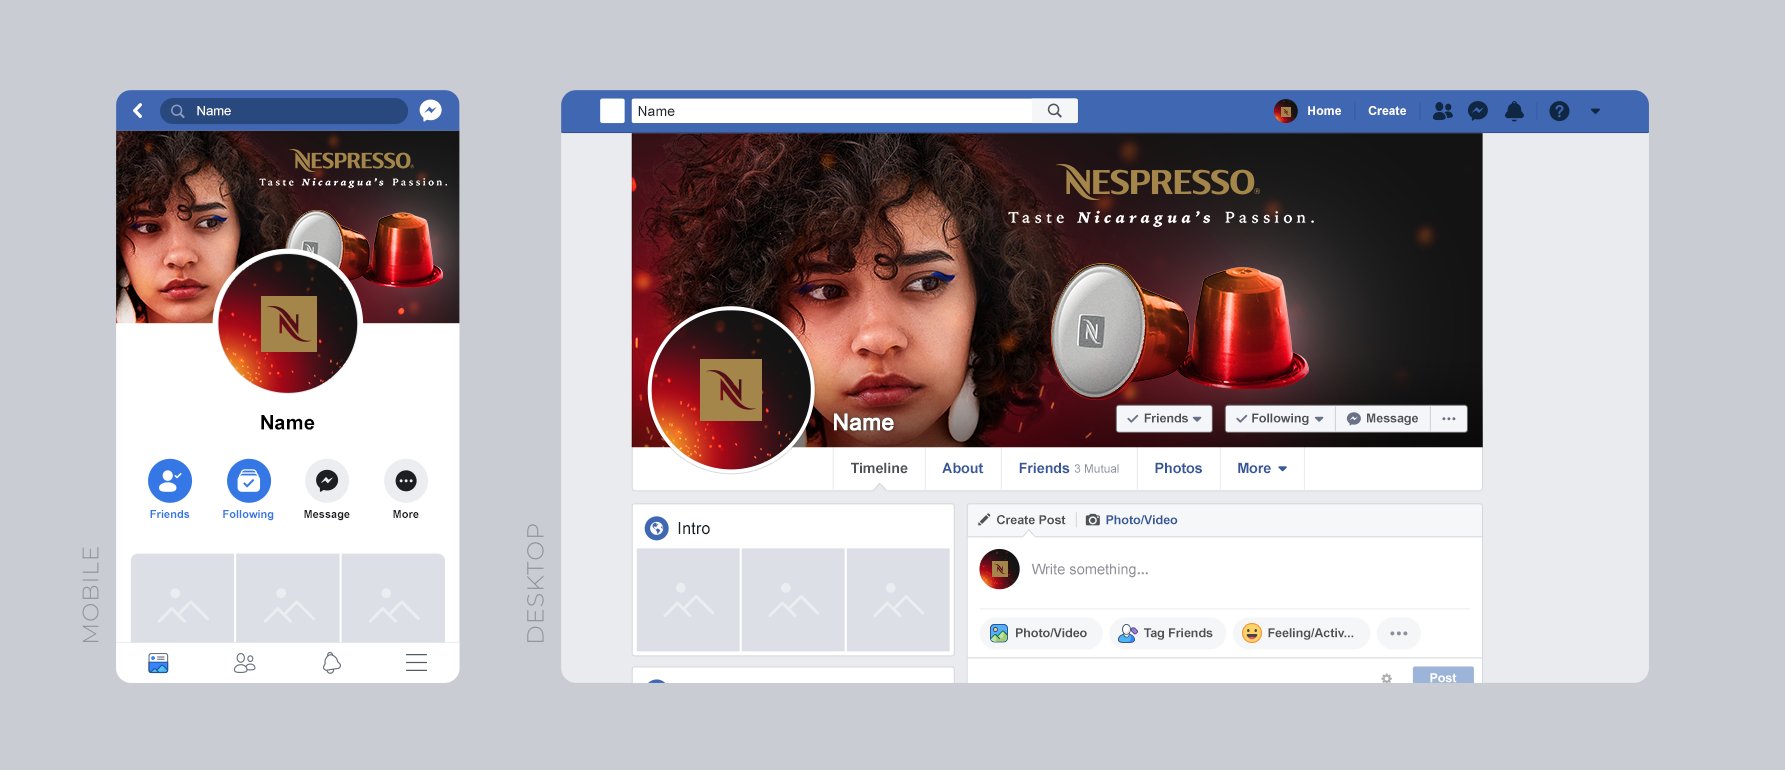 MOBILE
Name
NESPRESSO®
Taste Nicaragua's Passion.
N
N
Name
Friends
Following
Message
More
DESKTOP
Name
N
Home
Create
?
NESPRESSO®
Taste Nicaragua's Passion.
N
N
Name
Friends
Following
Message
Timeline
About
Friends 3 Mutual
Photos
More
Intro
Create Post
Photo/Video
N
Write something...
Photo/Video
Tag Friends
Feeling/Activ...
Post